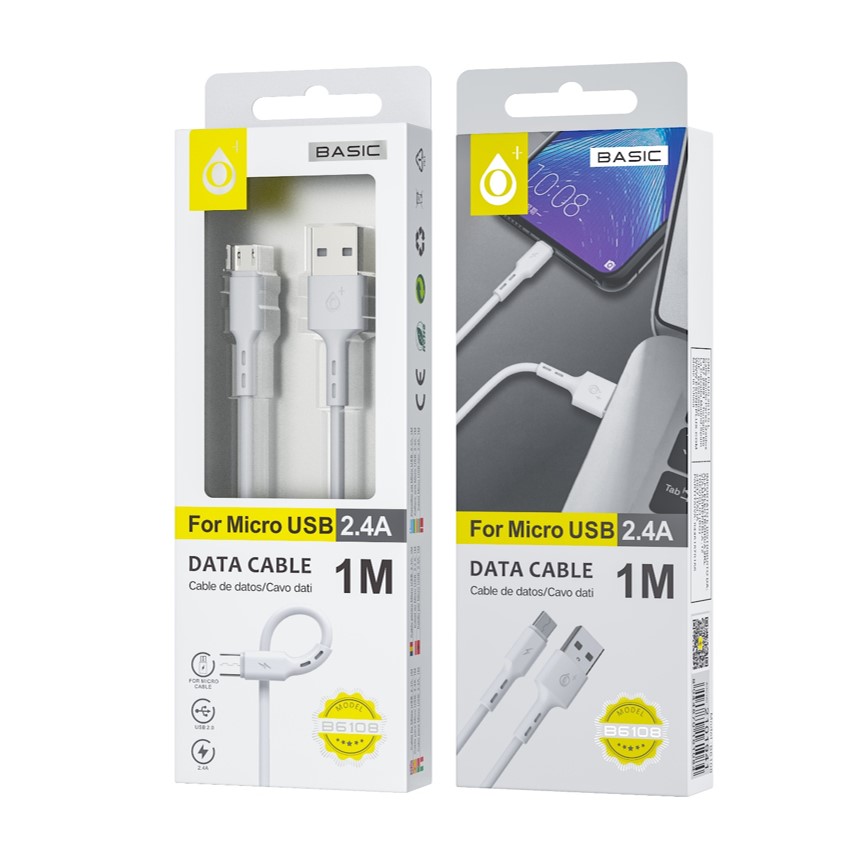 BASIC
For Micro USB 2.4A
DATA CABLE
Cable de datos/Cavo dati
1M
FOR MICRO
CABLE
USB 2.0
2.4A
MODEL
B6108
CE
BASIC
10:08
Tab
For Micro USB 2.4A
DATA CABLE
Cable de datos/Cavo dati
1M
MODEL
B6108